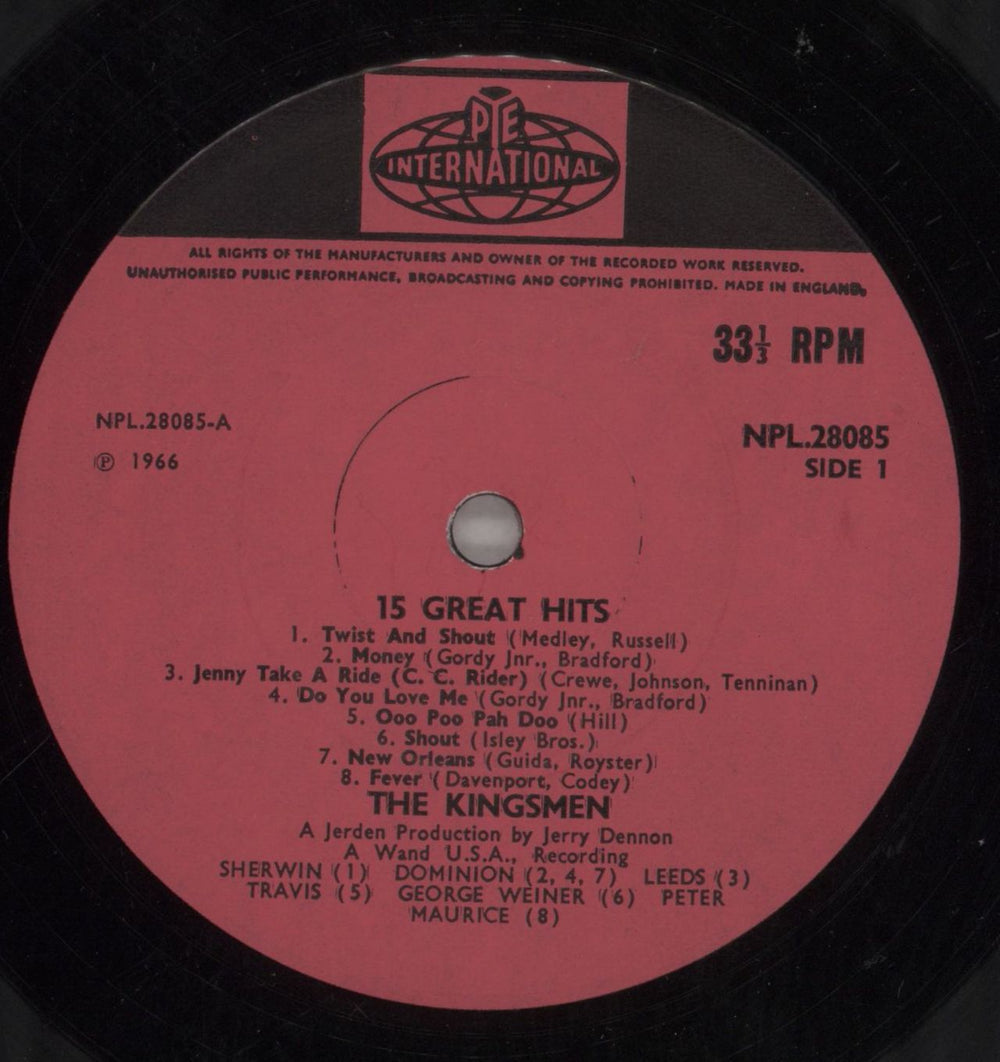 PYE
INTERNATIONAL
ALL RIGHTS OF THE MANUFACTURERS AND OWNER OF THE RECORDED WORK RESERVED.
UNAUTHORISED PUBLIC PERFORMANCE, BROADCASTING AND COPYING PROHIBITED. MADE IN ENGLAND.
33⅓ RPM
NPL.28085-A
℗ 1966
NPL.28085
SIDE 1
15 GREAT HITS
1. Twist And Shout (Medley, Russell)
2. Money (Gordy Jnr., Bradford)
3. Jenny Take A Ride (C. C. Rider) (Crewe, Johnson, Tenninan)
4. Do You Love Me (Gordy Jnr., Bradford)
5. Ooo Poo Pah Doo (Hill)
6. Shout (Isley Bros.)
7. New Orleans (Guida, Royster)
8. Fever (Davenport, Codey)
THE KINGSMEN
A Jerden Production by Jerry Dennon
A Wand U.S.A., Recording
SHERWIN (1) DOMINION (2, 4, 7) LEEDS (3)
TRAVIS (5) GEORGE WEINER (6) PETER
MAURICE (8)